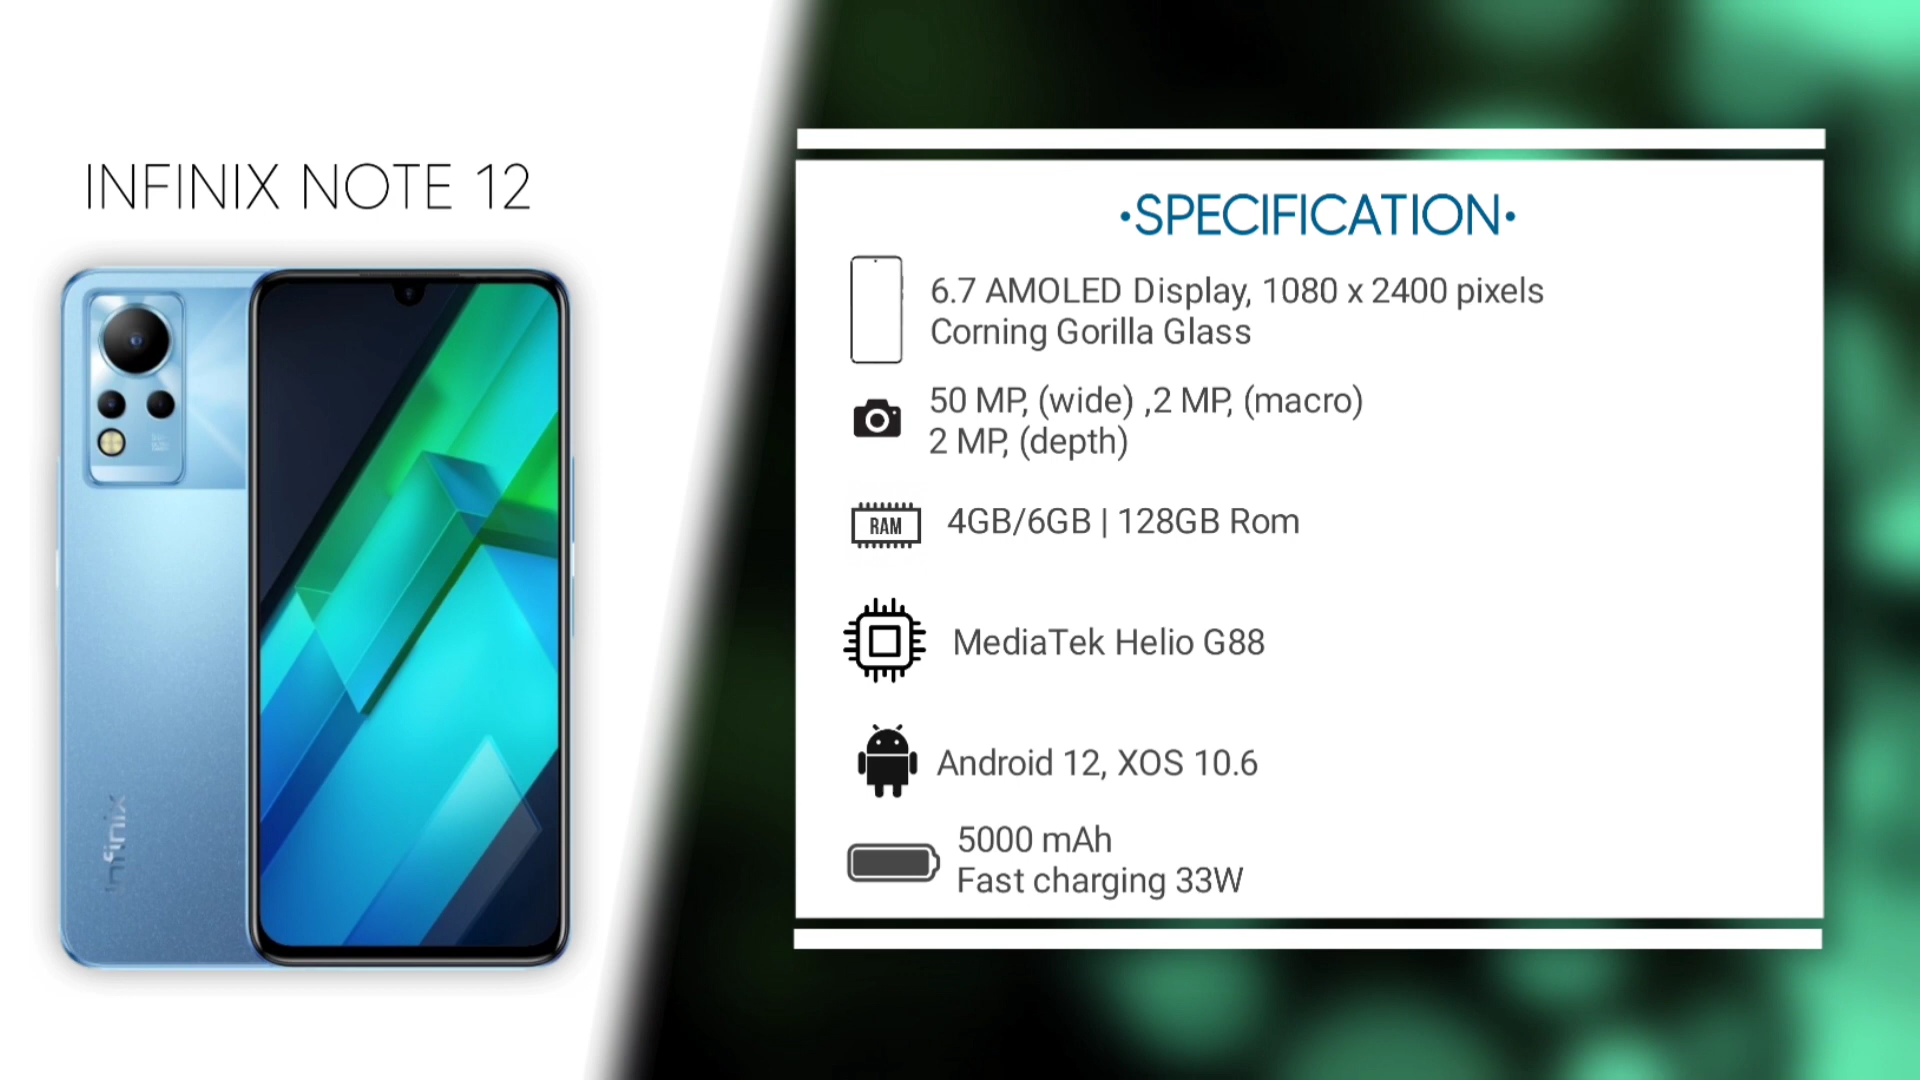 INFINIX NOTE 12
Infinix
•SPECIFICATION•
6.7 AMOLED Display, 1080 x 2400 pixels
Corning Gorilla Glass
50 MP, (wide) ,2 MP, (macro)
2 MP, (depth)
RAM
4GB/6GB | 128GB Rom
MediaTek Helio G88
Android 12, XOS 10.6
5000 mAh
Fast charging 33W